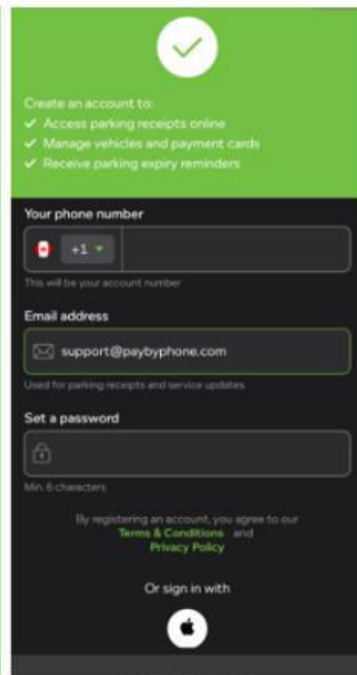 Create an account to:
✓ Access parking receipts online
✓ Manage vehicles and payment cards
✓ Receive parking expiry reminders
Your phone number
+1
This will be your account number
Email address
support@paybyphone.com
Used for parking receipts and service updates
Set a password
Min. 6 characters
By registering an account, you agree to our
Terms & Conditions and
Privacy Policy
Or sign in with